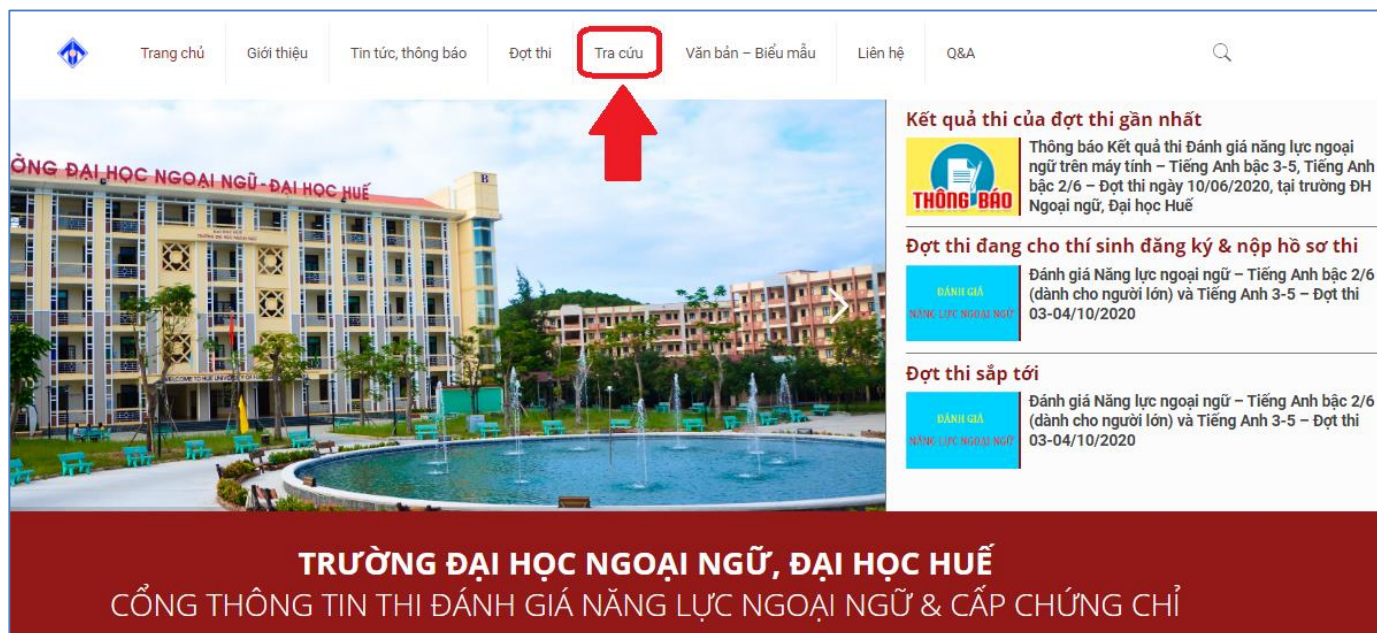 Trang chủ
Giới thiệu
Tin tức, thông báo
Đợt thi
Tra cứu
Văn bản – Biểu mẫu
Liên hệ
Q&A
ỜNG ĐẠI HỌC NGOẠI NGỮ - ĐẠI HỌC HUẾ
B
Kết quả thi của đợt thi gần nhất
THÔNG BÁO
Thông báo Kết quả thi Đánh giá năng lực ngoại
ngữ trên máy tính – Tiếng Anh bậc 3-5, Tiếng Anh
bậc 2/6 – Đợt thi ngày 10/06/2020, tại trường ĐH
Ngoại ngữ, Đại học Huế
Đợt thi đang cho thí sinh đăng ký & nộp hồ sơ thi
ĐÁNH GIÁ
NĂNG LỰC NGOẠI NGỮ
Đánh giá Năng lực ngoại ngữ – Tiếng Anh bậc 2/6
(dành cho người lớn) và Tiếng Anh 3-5 – Đợt thi
03-04/10/2020
Đợt thi sắp tới
ĐÁNH GIÁ
NĂNG LỰC NGOẠI NGỮ
Đánh giá Năng lực ngoại ngữ – Tiếng Anh bậc 2/6
(dành cho người lớn) và Tiếng Anh 3-5 – Đợt thi
03-04/10/2020
TRƯỜNG ĐẠI HỌC NGOẠI NGỮ, ĐẠI HỌC HUẾ
CỔNG THÔNG TIN THI ĐÁNH GIÁ NĂNG LỰC NGOẠI NGỮ & CẤP CHỨNG CHỈ